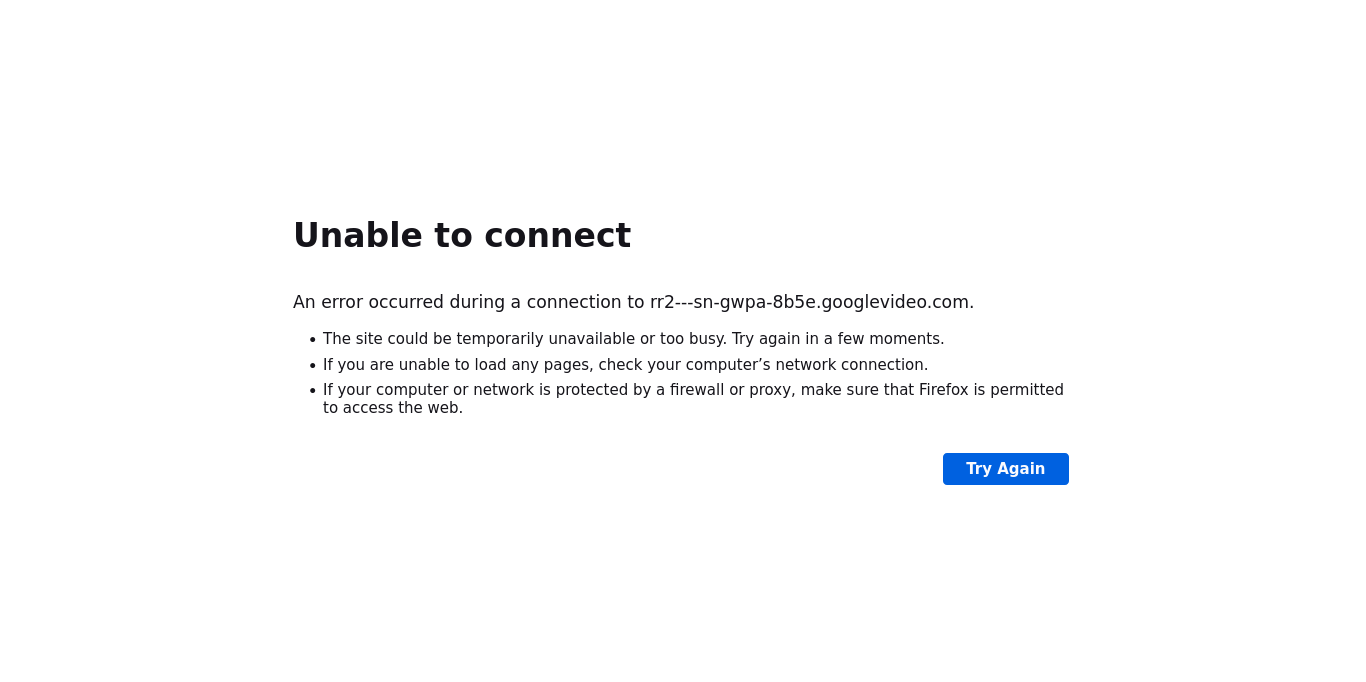 Unable to connect
An error occurred during a connection to rr2---sn-gwpa-8b5e.googlevideo.com.
• The site could be temporarily unavailable or too busy. Try again in a few moments.
• If you are unable to load any pages, check your computer’s network connection.
• If your computer or network is protected by a firewall or proxy, make sure that Firefox is permitted
to access the web.
Try Again